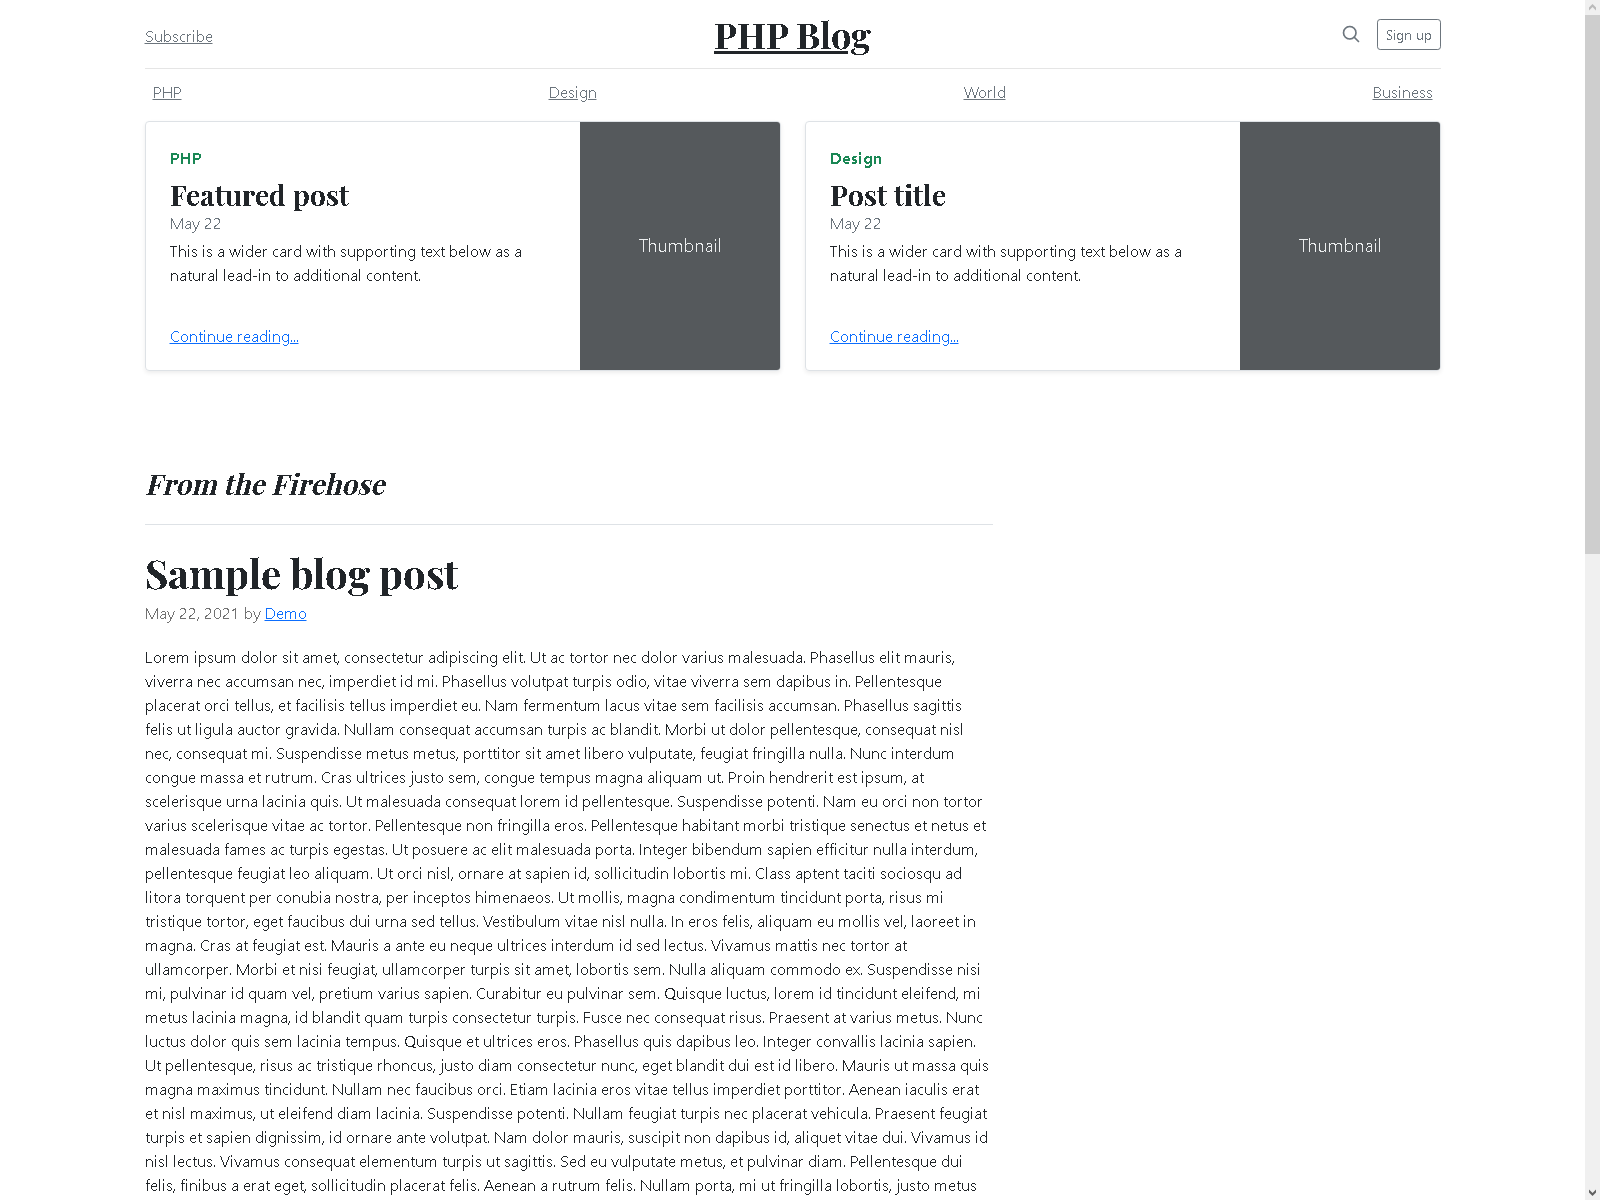 Subscribe
PHP Blog
Sign up
PHP
Design
World
Business
PHP
Featured post
May 22
This is a wider card with supporting text below as a
natural lead-in to additional content.
Continue reading...
Thumbnail
Design
Post title
May 22
This is a wider card with supporting text below as a
natural lead-in to additional content.
Continue reading...
Thumbnail
From the Firehose
Sample blog post
May 22, 2021 by Demo
Lorem ipsum dolor sit amet, consectetur adipiscing elit. Ut ac tortor nec dolor varius malesuada. Phasellus elit mauris,
viverra nec accumsan nec, imperdiet id mi. Phasellus volutpat turpis odio, vitae viverra sem dapibus in. Pellentesque
placerat orci tellus, et facilisis tellus imperdiet eu. Nam fermentum lacus vitae sem facilisis accumsan. Phasellus sagittis
felis ut ligula auctor gravida. Nullam consequat accumsan turpis ac blandit. Morbi ut dolor pellentesque, consequat nisl
nec, consequat mi. Suspendisse metus metus, porttitor sit amet libero vulputate, feugiat fringilla nulla. Nunc interdum
congue massa et rutrum. Cras ultrices justo sem, congue tempus magna aliquam ut. Proin hendrerit est ipsum, at
scelerisque urna lacinia quis. Ut malesuada consequat lorem id pellentesque. Suspendisse potenti. Nam eu orci non tortor
varius scelerisque vitae ac tortor. Pellentesque non fringilla eros. Pellentesque habitant morbi tristique senectus et netus et
malesuada fames ac turpis egestas. Ut posuere ac elit malesuada porta. Integer bibendum sapien efficitur nulla interdum,
pellentesque feugiat leo aliquam. Ut orci nisl, ornare at sapien id, sollicitudin lobortis mi. Class aptent taciti sociosqu ad
litora torquent per conubia nostra, per inceptos himenaeos. Ut mollis, magna condimentum tincidunt porta, risus mi
tristique tortor, eget faucibus dui urna sed tellus. Vestibulum vitae nisl nulla. In eros felis, aliquam eu mollis vel, laoreet in
magna. Cras at feugiat est. Mauris a ante eu neque ultrices interdum id sed lectus. Vivamus mattis nec tortor at
ullamcorper. Morbi et nisi feugiat, ullamcorper turpis sit amet, lobortis sem. Nulla aliquam commodo ex. Suspendisse nisi
mi, pulvinar id quam vel, pretium varius sapien. Curabitur eu pulvinar sem. Quisque luctus, lorem id tincidunt eleifend, mi
metus lacinia magna, id blandit quam turpis consectetur turpis. Fusce nec consequat risus. Praesent at varius metus. Nunc
luctus dolor quis sem lacinia tempus. Quisque et ultrices eros. Phasellus quis dapibus leo. Integer convallis lacinia sapien.
Ut pellentesque, risus ac tristique rhoncus, justo diam consectetur nunc, eget blandit dui est id libero. Mauris ut massa quis
magna maximus tincidunt. Nullam nec faucibus orci. Etiam lacinia eros vitae tellus imperdiet porttitor. Aenean iaculis erat
et nisl maximus, ut eleifend diam lacinia. Suspendisse potenti. Nullam feugiat turpis nec placerat vehicula. Praesent feugiat
turpis et sapien dignissim, id ornare ante volutpat. Nam dolor mauris, suscipit non dapibus id, aliquet vitae dui. Vivamus id
nisl lectus. Vivamus consequat elementum turpis ut sagittis. Sed eu vulputate metus, et pulvinar diam. Pellentesque dui
felis, finibus a erat eget, sollicitudin placerat felis. Aenean a rutrum felis. Nullam porta, mi ut fringilla lobortis, justo metus